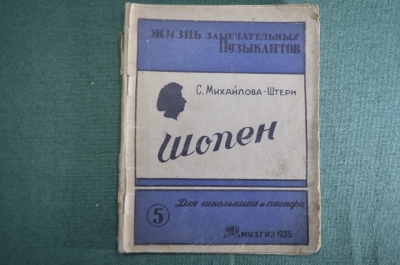 Жизнь замечательных
Музыкантов
С. Михайлова-Штерн
Шопен
5
Для школьника и пионера
МУЗГИЗ 1935